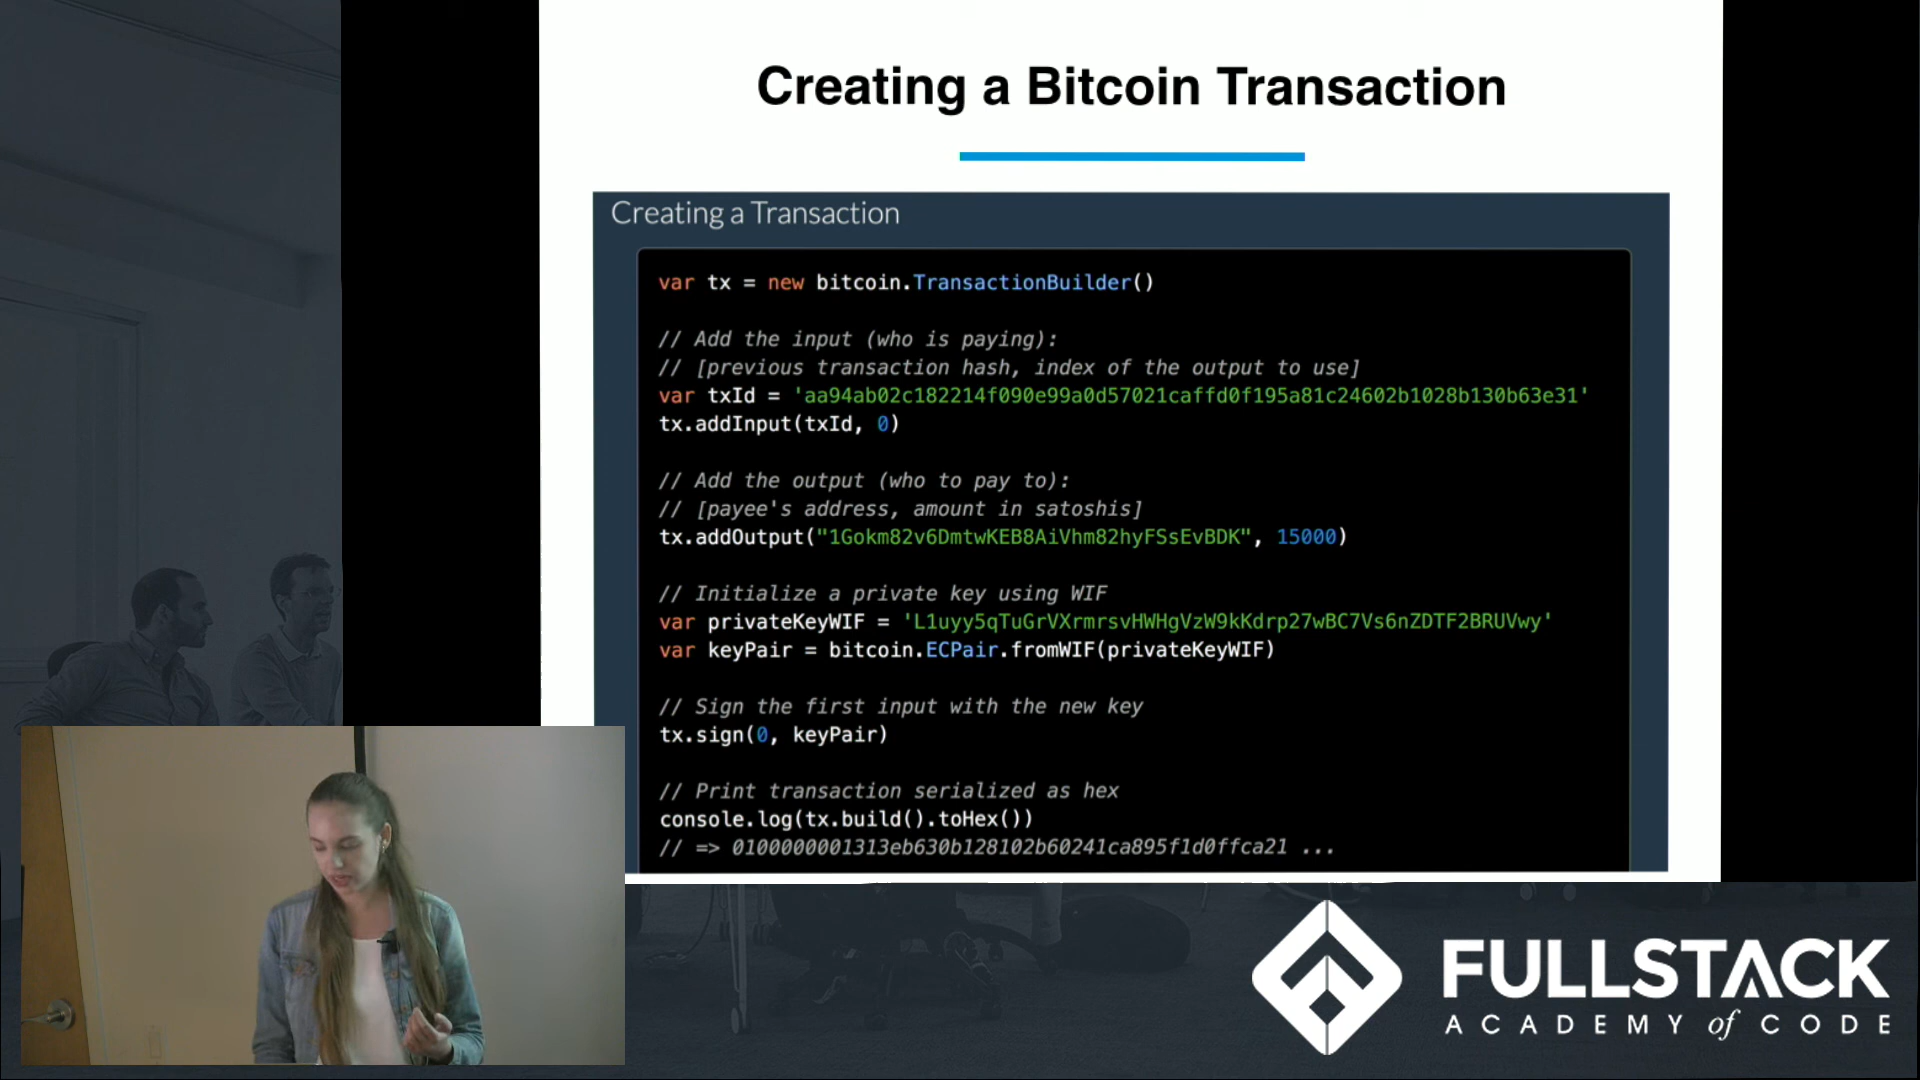 Creating a Bitcoin Transaction
Creating a Transaction
var tx = new bitcoin.TransactionBuilder()
// Add the input (who is paying):
// [previous transaction hash, index of the output to use]
var txId = 'aa94ab02c182214f090e99a0d57021caffd0f195a81c24602b1028b130b63e31'
tx.addInput(txId, 0)
// Add the output (who to pay to):
// [payee's address, amount in satoshis]
tx.addOutput("1Gokm82v6DmtwKEB8AiVhm82hyFSsEvBDK", 15000)
// Initialize a private key using WIF
var privateKeyWIF = 'L1uyy5qTuGrVXrmrsvHWHgVzW9kKdrp27wBC7Vs6nZDTF2BRUVwy'
var keyPair = bitcoin.ECPair.fromWIF(privateKeyWIF)
// Sign the first input with the new key
tx.sign(0, keyPair)
// Print transaction serialized as hex
console.log(tx.build().toHex())
// => 0100000001313eb630b128102b60241ca895f1d0ffca21 ...
FULLSTACK
ACADEMY of CODE